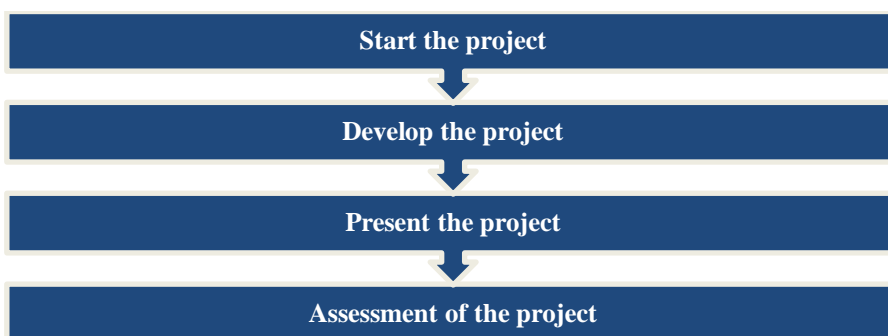 Start the project
Develop the project
Present the project
Assessment of the project